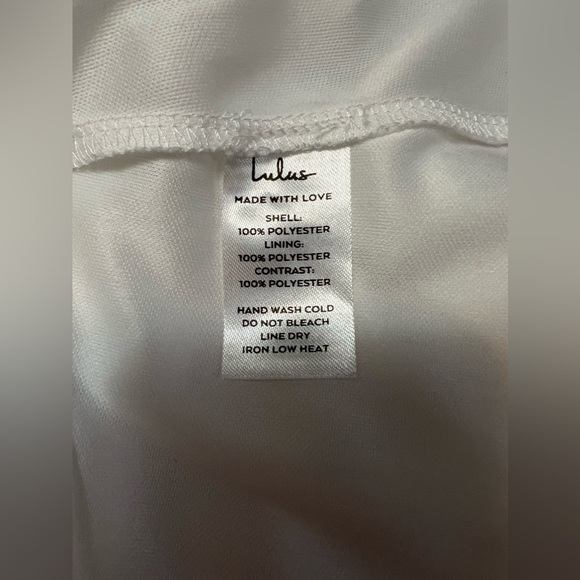 Lulus
MADE WITH LOVE
SHELL:
100% POLYESTER
LINING:
100% POLYESTER
CONTRAST:
100% POLYESTER
HAND WASH COLD
DO NOT BLEACH
LINE DRY
IRON LOW HEAT